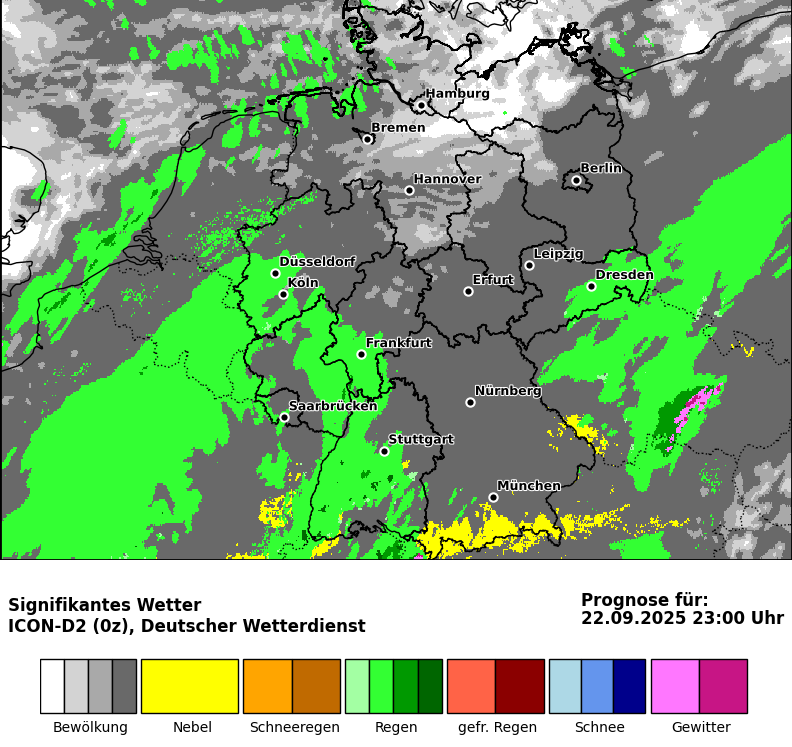 Hamburg
Bremen
Berlin
Hannover
Leipzig
Düsseldorf
Dresden
Köln
Erfurt
Frankfurt
Nürnberg
Saarbrücken
Stuttgart
München
Signifikantes Wetter
ICON-D2 (0z), Deutscher Wetterdienst
Prognose für:
22.09.2025 23:00 Uhr
Bewölkung Nebel Schneeregen Regen gefr. Regen Schnee Gewitter